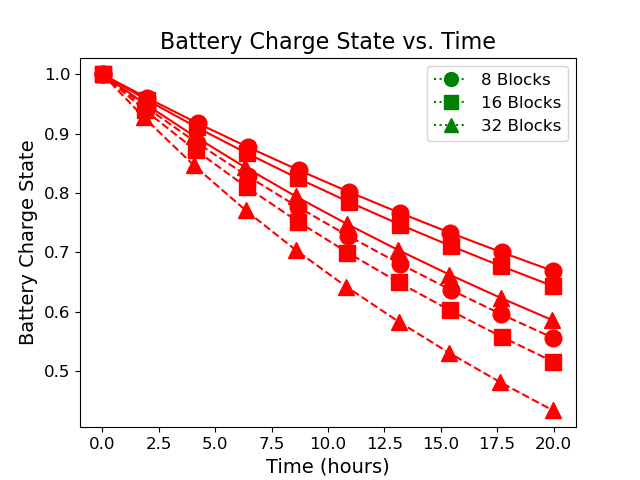 Battery Charge State vs. Time
8 Blocks
16 Blocks
32 Blocks
Battery Charge State
1.0
0.9
0.8
0.7
0.6
0.5
0.0 2.5 5.0 7.5 10.0 12.5 15.0 17.5 20.0
Time (hours)